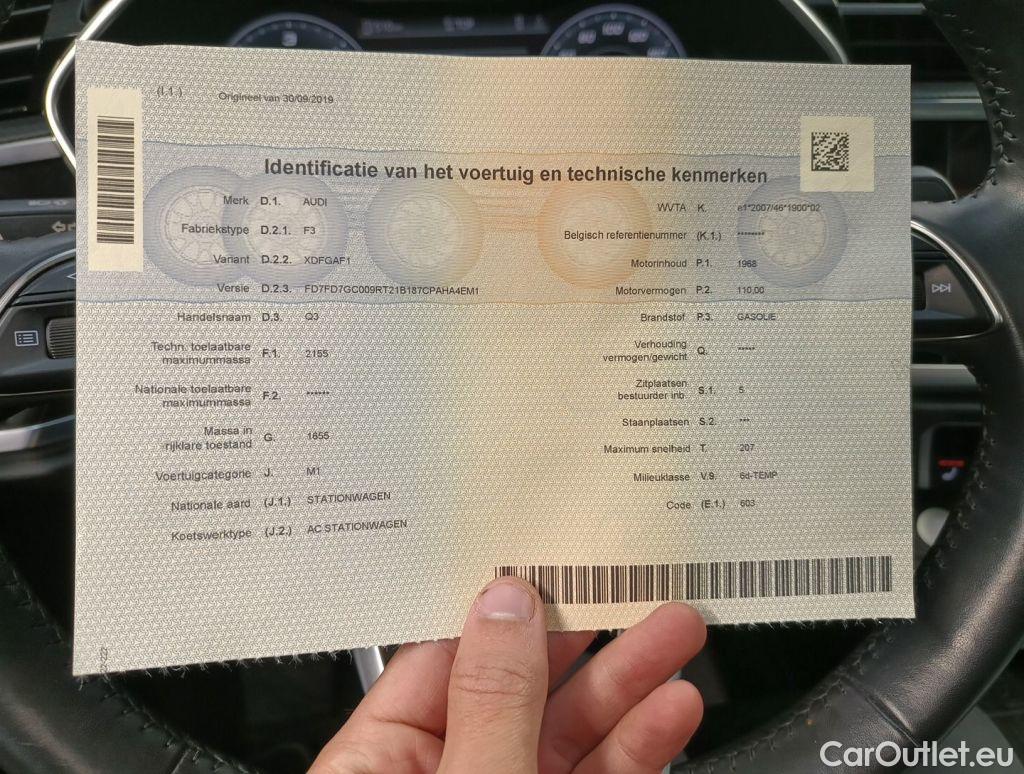 (I.1.) Origineel van 30/09/2019
Identificatie van het voertuig en technische kenmerken
Merk D.1. AUDI
Fabriekstype D.2.1. F3
Variant D.2.2. XDFGAF1
Versie D.2.3. FD7FD7GC009RT21B187CPAHA4EM1
Handelsnaam D.3. Q3
Techn. toelaatbare
maximummassa F.1. 2155
Nationale toelaatbare
maximummassa F.2. ******
Massa in
rijklare toestand G. 1655
Voertuigcategorie J. M1
Nationale aard (J.1.) STATIONWAGEN
Koetswerktype (J.2.) AC STATIONWAGEN
WVTA K. e1*2007/46*1900*02
Belgisch referentienummer (K.1.) ********
Motorinhoud P.1. 1968
Motorvermogen P.2. 110,00
Brandstof P.3. GASOLIE
Verhouding
vermogen/gewicht Q. *****
Zitplaatsen
bestuurder inb. S.1. 5
Staanplaatsen S.2. ***
Maximum snelheid T. 207
Milieuklasse V.9. 6d-TEMP
Code (E.1.) 603
CarOutlet.eu